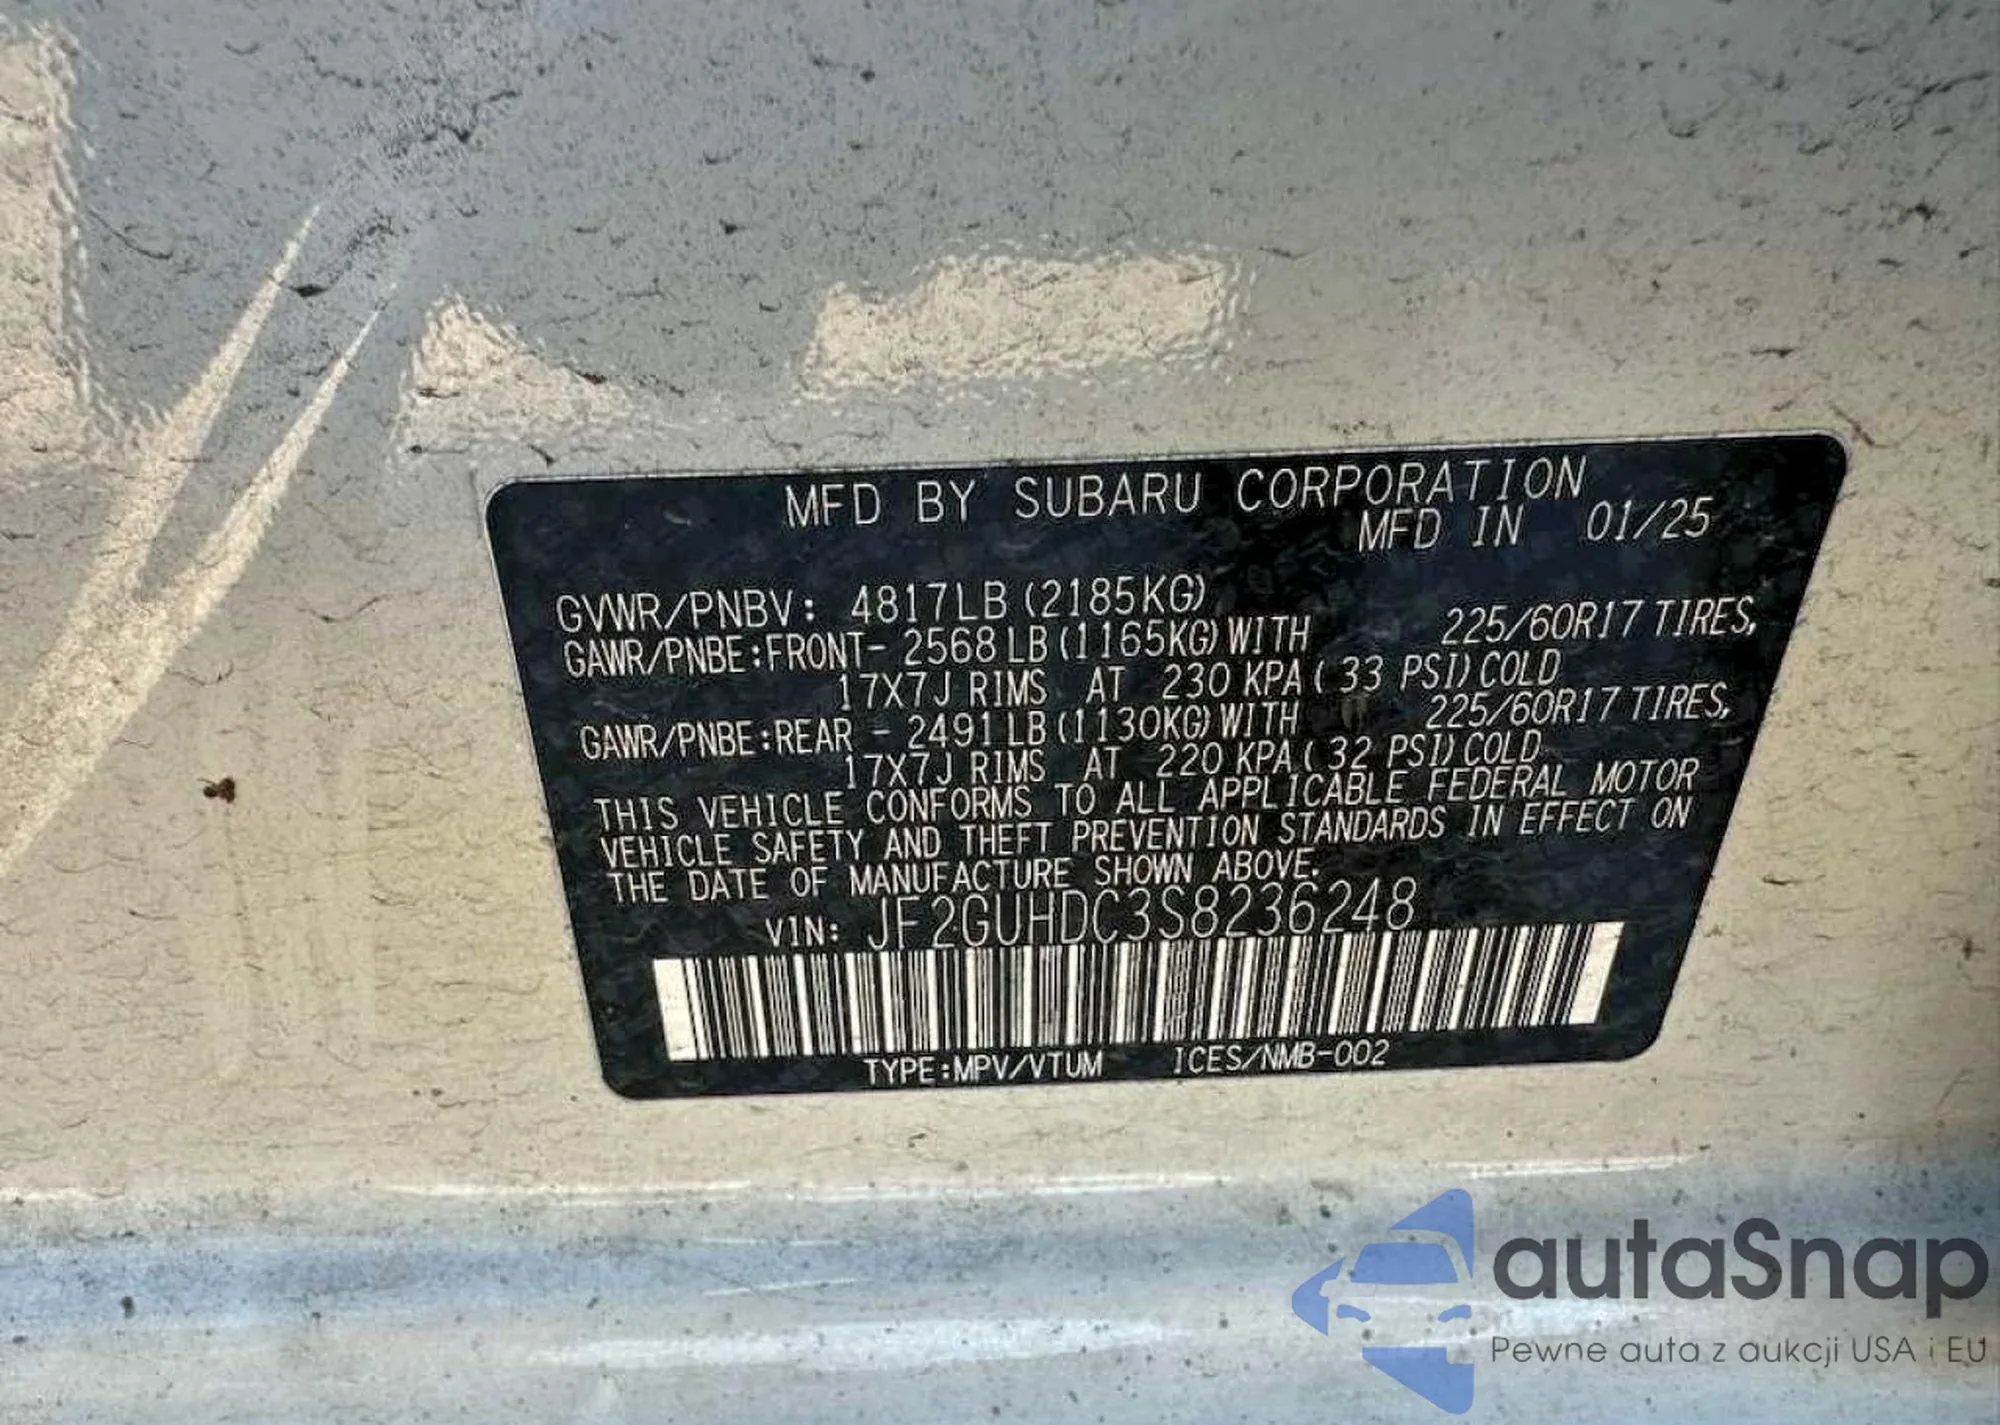 MFD BY SUBARU CORPORATION
MFD IN 01/25
GVWR/PNBV: 4817LB (2185KG)
GAWR/PNBE:FRONT- 2568 LB (1165KG) WITH 225/60R17 TIRES,
17X7J RIMS AT 230 KPA ( 33 PSI) COLD
GAWR/PNBE:REAR - 2491 LB (1130KG) WITH 225/60R17 TIRES,
17X7J RIMS AT 220 KPA ( 32 PSI) COLD
THIS VEHICLE CONFORMS TO ALL APPLICABLE FEDERAL MOTOR
VEHICLE SAFETY AND THEFT PREVENTION STANDARDS IN EFFECT ON
THE DATE OF MANUFACTURE SHOWN ABOVE.
VIN: JF2GUHDC3S8236248
TYPE:MPV/VTUM ICES/NMB-002
autaSnap
Pewne auta z aukcji USA i EU